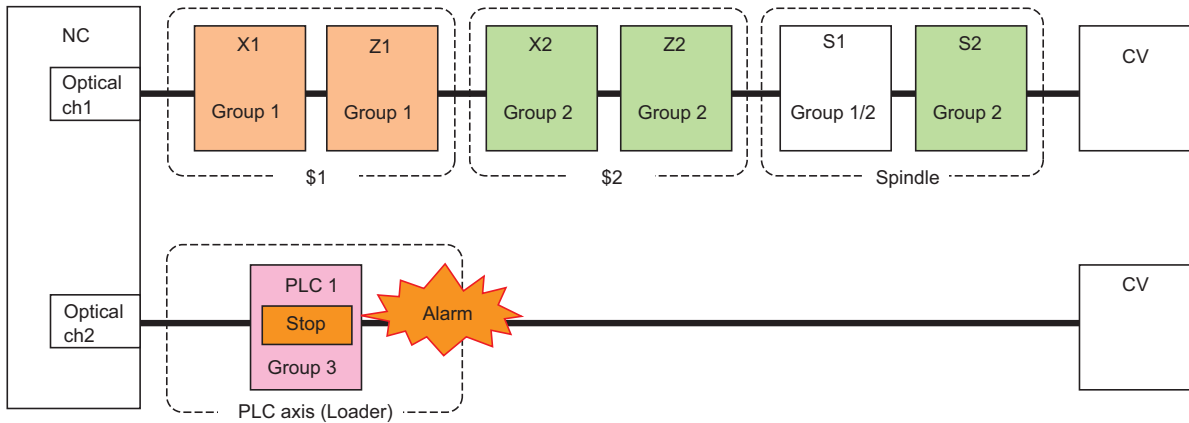 NC
Optical
ch1
X1
Group 1
Z1
Group 1
$1
X2
Group 2
Z2
Group 2
$2
S1
Group 1/2
S2
Group 2
Spindle
CV
Optical
ch2
PLC 1
Stop
Group 3
Alarm
PLC axis (Loader)
CV